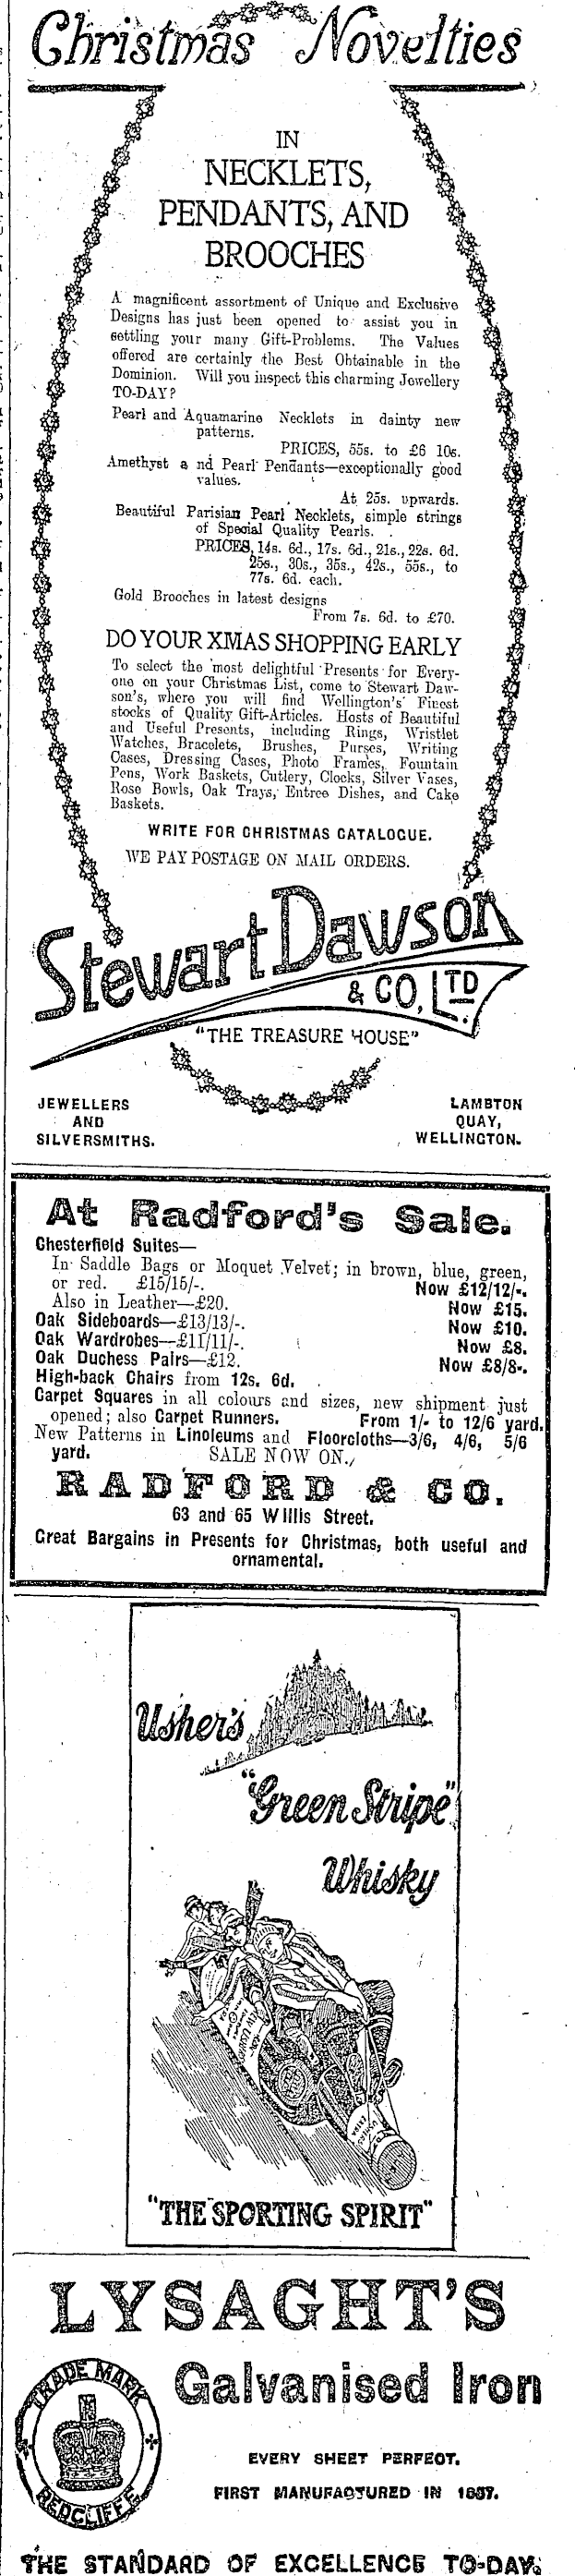 Christmas Novelties
IN
NECKLETS,
PENDANTS, AND
BROOCHES
A magnificent assortment of Unique and Exclusive
Designs has just been opened to assist you in
settling your many Gift-Problems. The Values
offered are certainly the Best Obtainable in the
Dominion. Will you inspect this charming Jewellery
TO-DAY?
Pearl and Aquamarine Necklets in dainty new
patterns.
PRICES, 55s. to £6 10s.
Amethyst a nd Pearl Pendants—exceptionally good
values.
At 25s. upwards.
Beautiful Parisian Pearl Necklets, simple strings
of Special Quality Pearls.
PRICES, 14s. 6d., 17s. 6d., 21s., 22s. 6d.
25s., 30s., 35s., 42s., 55s., to
77s. 6d. each.
Gold Brooches in latest designs
From 7s. 6d. to £70.
DO YOUR XMAS SHOPPING EARLY
To select the most delightful Presents for Every-
one on your Christmas List, come to Stewart Daw-
son's, where you will find Wellington's Finest
stocks of Quality Gift-Articles. Hosts of Beautiful
and Useful Presents, including Rings, Wristlet
Watches, Bracelets, Brushes, Purses, Writing
Cases, Dressing Cases, Photo Frames, Fountain
Pens, Work Baskets, Cutlery, Clocks, Silver Vases,
Rose Bowls, Oak Trays, Entree Dishes, and Cake
Baskets.
WRITE FOR CHRISTMAS CATALOGUE.
WE PAY POSTAGE ON MAIL ORDERS.
Stewart Dawson
& CO, LTD.
"THE TREASURE HOUSE"
JEWELLERS
AND
SILVERSMITHS.
LAMBTON
QUAY,
WELLINGTON.
At Radford's Sale.
Chesterfield Suites—
In Saddle Bags or Moquet Velvet; in brown, blue, green,
or red. £15/15/-. Now £12/12/-.
Also in Leather—£20. Now £15.
Oak Sideboards—£13/13/-. Now £10.
Oak Wardrobes—£11/11/-. Now £8.
Oak Duchess Pairs—£12. Now £8/8-.
High-back Chairs from 12s. 6d.
Carpet Squares in all colours and sizes, new shipment just
opened; also Carpet Runners. From 1/- to 12/6 yard.
New Patterns in Linoleums and Floorcloths—3/6, 4/6, 5/6
yard. SALE NOW ON.
RADFORD & CO.
63 and 65 Willis Street.
Great Bargains in Presents for Christmas, both useful and
ornamental.
Usher's
"Green Stripe"
Whisky
"THE SPORTING SPIRIT"
LYSAGHT'S
TRADE MARK
REDCLIFFE
Galvanised Iron
EVERY SHEET PERFECT.
FIRST MANUFACTURED IN 1857.
THE STANDARD OF EXCELLENCE TO-DAY.